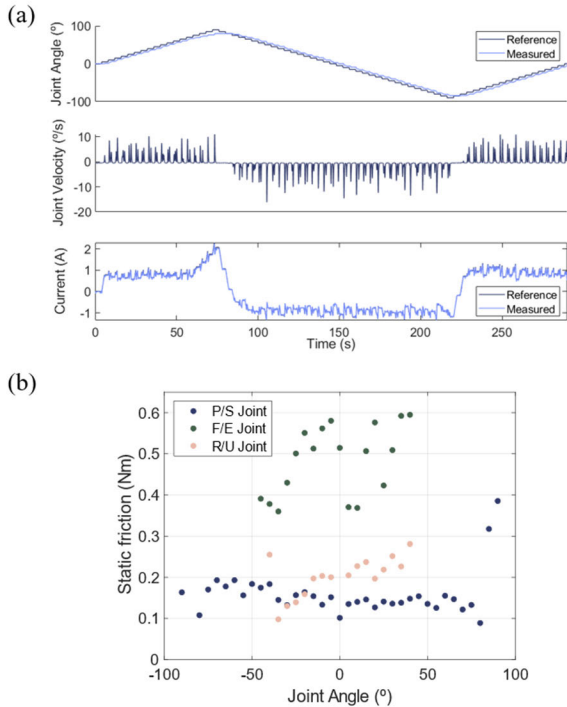 (a)
Joint Angle (º)
100
0
-100
Reference
Measured
Joint Velocity (º/s)
10
0
-10
-20
Current (A)
2
1
0
-1
Reference
Measured
0
50
100
150
200
250
Time (s)
(b)
Static friction (Nm)
0.6
0.5
0.4
0.3
0.2
0.1
0
P/S Joint
F/E Joint
R/U Joint
-100
-50
0
50
100
Joint Angle (º)